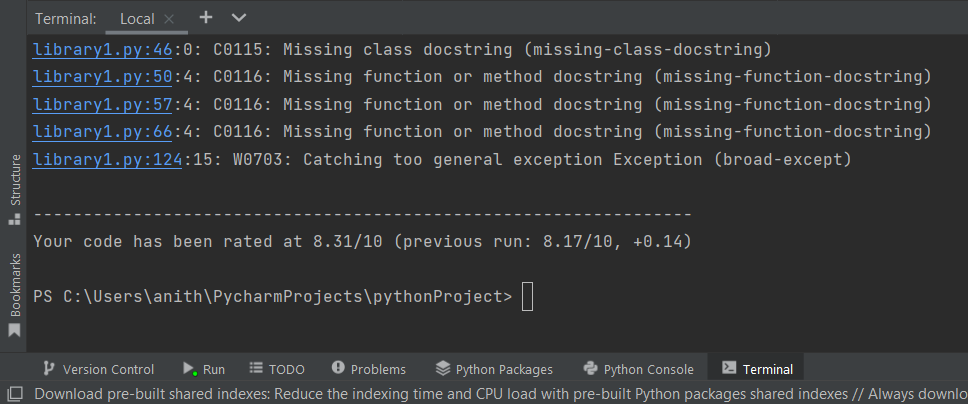 Terminal: Local × +
library1.py:46:0: C0115: Missing class docstring (missing-class-docstring)
library1.py:50:4: C0116: Missing function or method docstring (missing-function-docstring)
library1.py:57:4: C0116: Missing function or method docstring (missing-function-docstring)
library1.py:66:4: C0116: Missing function or method docstring (missing-function-docstring)
library1.py:124:15: W0703: Catching too general exception Exception (broad-except)
------------------------------------------------------------------
Your code has been rated at 8.31/10 (previous run: 8.17/10, +0.14)
PS C:\Users\anith\PycharmProjects\pythonProject>
Structure
Bookmarks
Version Control Run TODO Problems Python Packages Python Console Terminal
Download pre-built shared indexes: Reduce the indexing time and CPU load with pre-built Python packages shared indexes // Always downlo